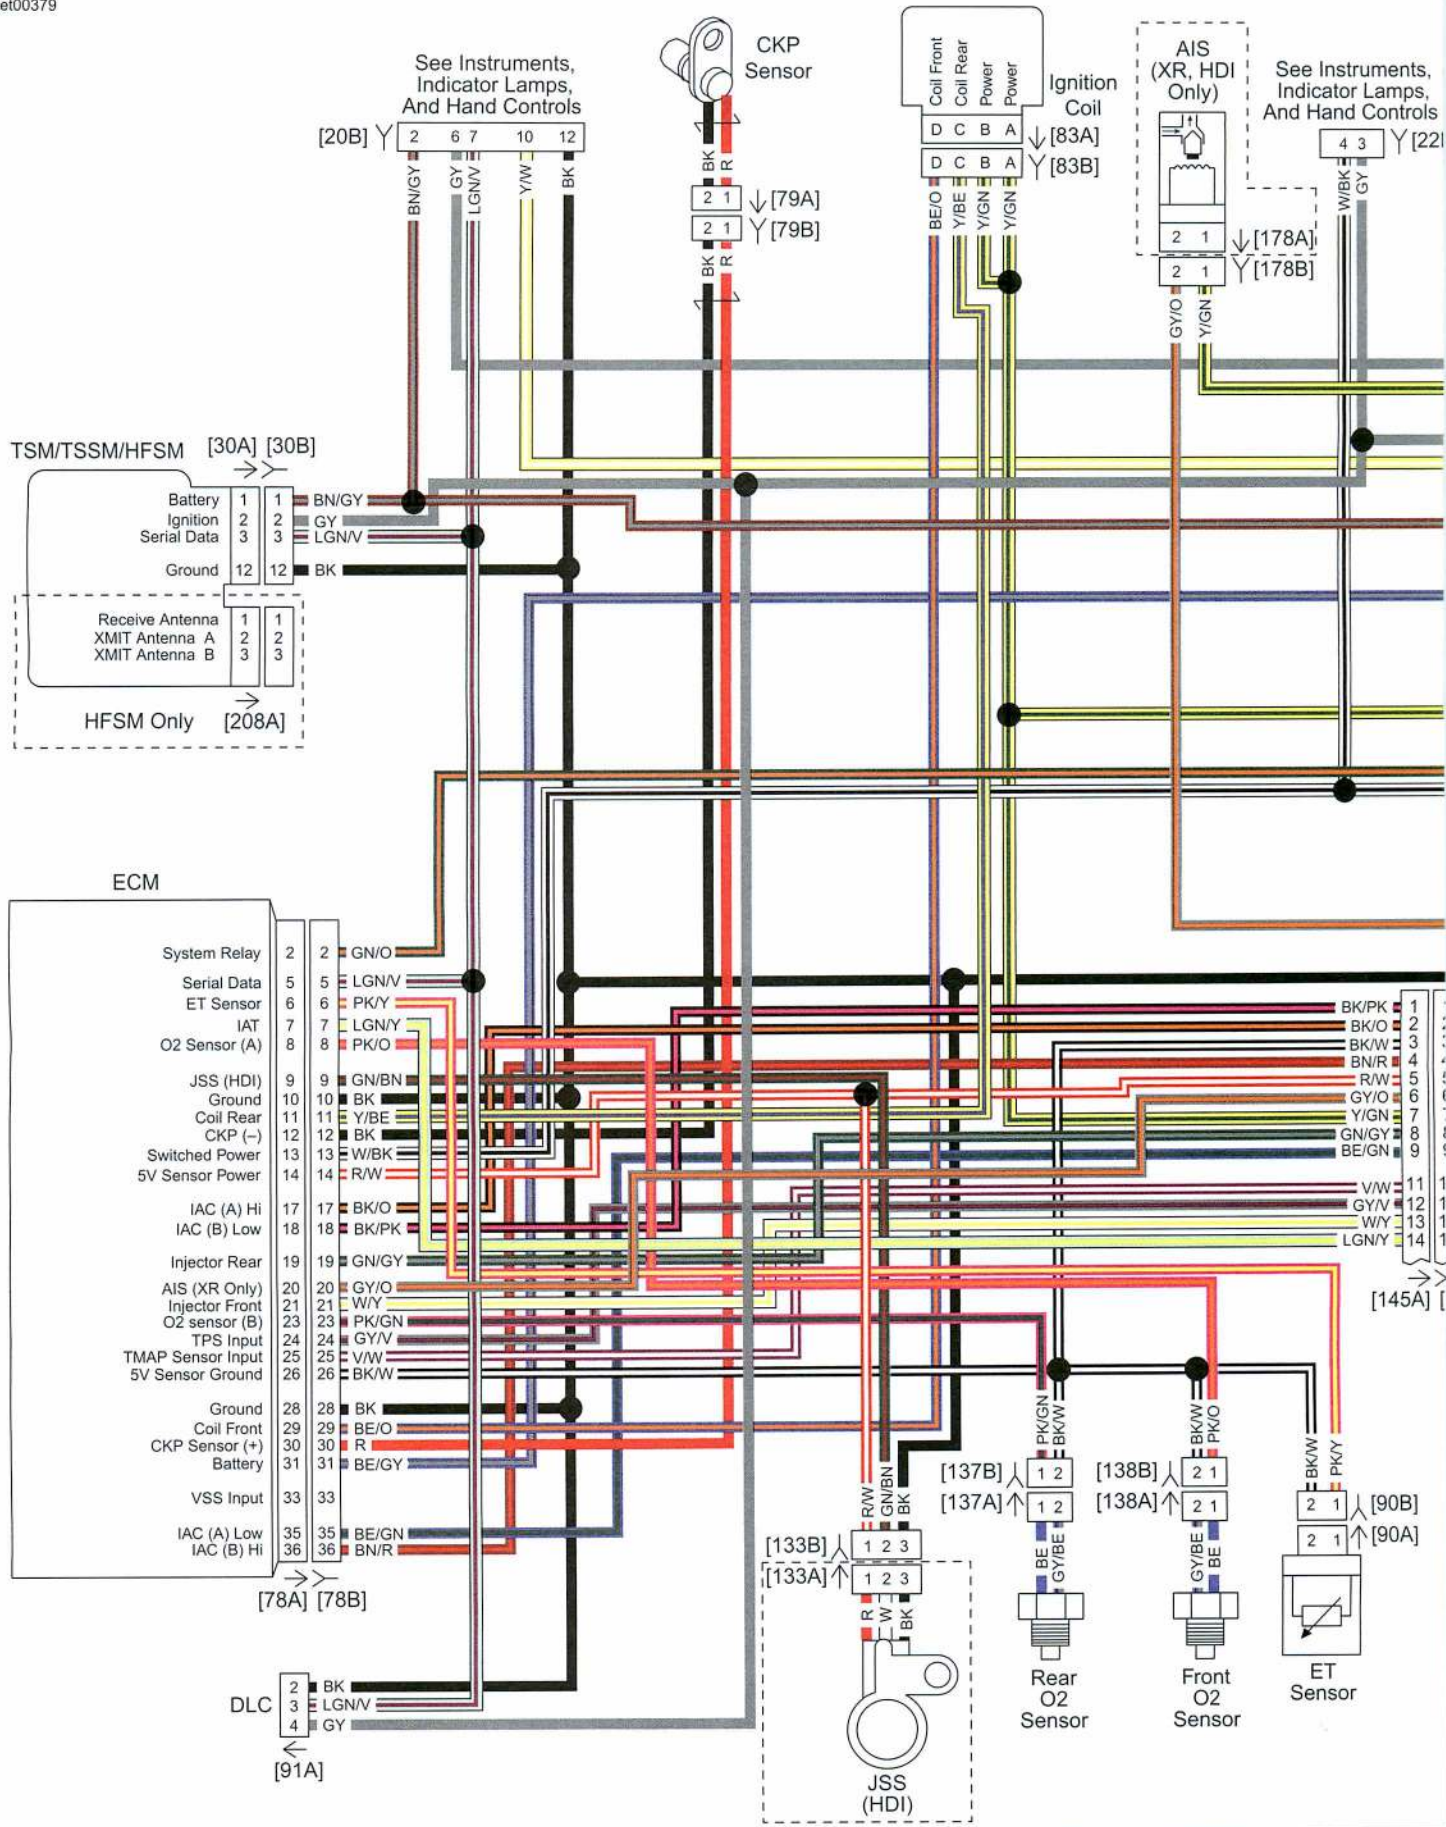 et00379
See Instruments,
Indicator Lamps,
And Hand Controls
[20B]
2 6 7 10 12
BN/GY GY LGN/V Y/W BK
CKP
Sensor
BK R
2 1 [79A]
2 1 [79B]
BK R
Coil Front
Coil Rear
Power
Power
Ignition
Coil
D C B A [83A]
D C B A [83B]
BE/O Y/BE Y/GN Y/GN
AIS
(XR, HDI
Only)
2 1 [178A]
2 1 [178B]
GY/O Y/GN
See Instruments,
Indicator Lamps,
And Hand Controls
4 3
W/BK GY
TSM/TSSM/HFSM [30A] [30B]
Battery 1 1 BN/GY
Ignition 2 2 GY
Serial Data 3 3 LGN/V
Ground 12 12 BK
Receive Antenna 1 1
XMIT Antenna A 2 2
XMIT Antenna B 3 3
HFSM Only [208A]
ECM
System Relay 2 2 GN/O
Serial Data 5 5 LGN/V
ET Sensor 6 6 PK/Y
IAT 7 7 LGN/Y
O2 Sensor (A) 8 8 PK/O
JSS (HDI) 9 9 GN/BN
Ground 10 10 BK
Coil Rear 11 11 Y/BE
CKP (–) 12 12 BK
Switched Power 13 13 W/BK
5V Sensor Power 14 14 R/W
IAC (A) Hi 17 17 BK/O
IAC (B) Low 18 18 BK/PK
Injector Rear 19 19 GN/GY
AIS (XR Only) 20 20 GY/O
Injector Front 21 21 W/Y
O2 sensor (B) 23 23 PK/GN
TPS Input 24 24 GY/V
TMAP Sensor Input 25 25 V/W
5V Sensor Ground 26 26 BK/W
Ground 28 28 BK
Coil Front 29 29 BE/O
CKP Sensor (+) 30 30 R
Battery 31 31 BE/GY
VSS Input 33 33
IAC (A) Low 35 35 BE/GN
IAC (B) Hi 36 36 BN/R
[78A] [78B]
BK/PK 1
BK/O 2
BK/W 3
BN/R 4
R/W 5
GY/O 6
Y/GN 7
GN/GY 8
BE/GN 9
V/W 11
GY/V 12
W/Y 13
LGN/Y 14
[145A]
DLC
2 BK
3 LGN/V
4 GY
[91A]
R/W GN/BN BK
[133B] 1 2 3
[133A] 1 2 3
R W BK
JSS
(HDI)
PK/GN BK/W
[137B] 1 2
[137A] 1 2
BE GY/BE
Rear
O2
Sensor
BK/W PK/O
[138B] 2 1
[138A] 2 1
GY/BE BE
Front
O2
Sensor
BK/W PK/Y
2 1 [90B]
2 1 [90A]
ET
Sensor